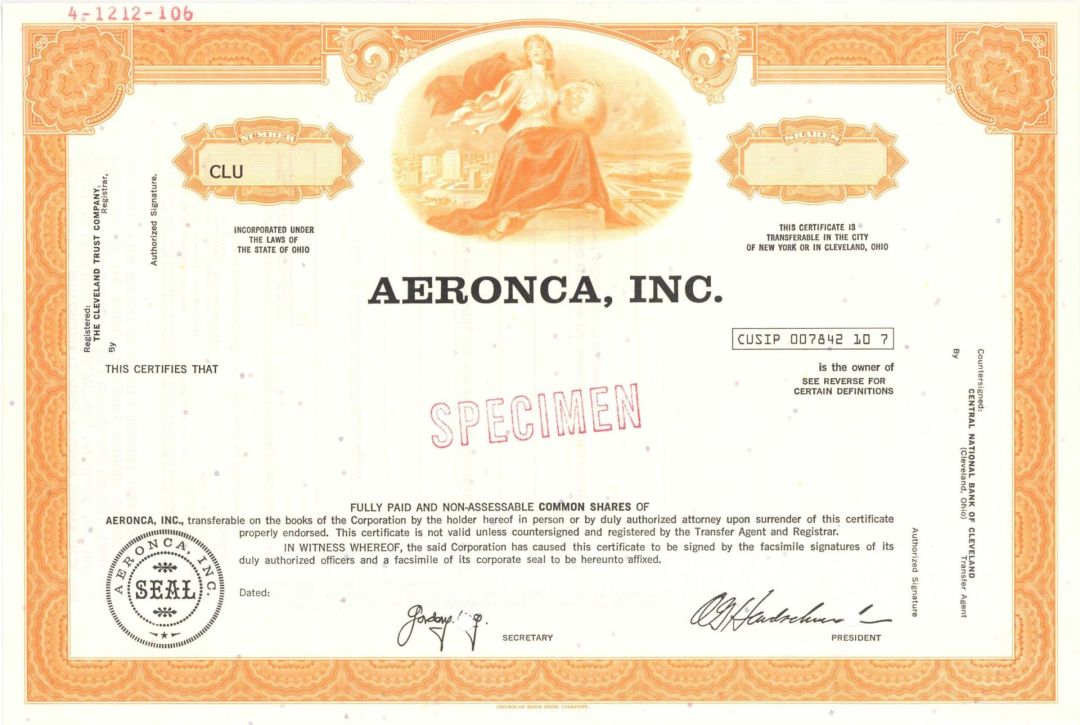 4-1212-106
NUMBER
SHARES
CLU
INCORPORATED UNDER
THE LAWS OF
THE STATE OF OHIO
THIS CERTIFICATE IS
TRANSFERABLE IN THE CITY
OF NEW YORK OR IN CLEVELAND, OHIO
AERONCA, INC.
Registered:
THE CLEVELAND TRUST COMPANY,
Registrar,
By
Authorized Signature.
CUSIP 007842 10 7
THIS CERTIFIES THAT
is the owner of
SEE REVERSE FOR
CERTAIN DEFINITIONS
SPECIMEN
Countersigned:
CENTRAL NATIONAL BANK OF CLEVELAND
(Cleveland, Ohio)
Transfer Agent
By
Authorized Signature
FULLY PAID AND NON-ASSESSABLE COMMON SHARES OF
AERONCA, INC., transferable on the books of the Corporation by the holder hereof in person or by duly authorized attorney upon surrender of this certificate
properly endorsed. This certificate is not valid unless countersigned and registered by the Transfer Agent and Registrar.
IN WITNESS WHEREOF, the said Corporation has caused this certificate to be signed by the facsimile signatures of its
duly authorized officers and a facsimile of its corporate seal to be hereunto affixed.
AERONCA, INC.
SEAL
Dated:
SECRETARY
PRESIDENT
AMERICAN BANK NOTE COMPANY.